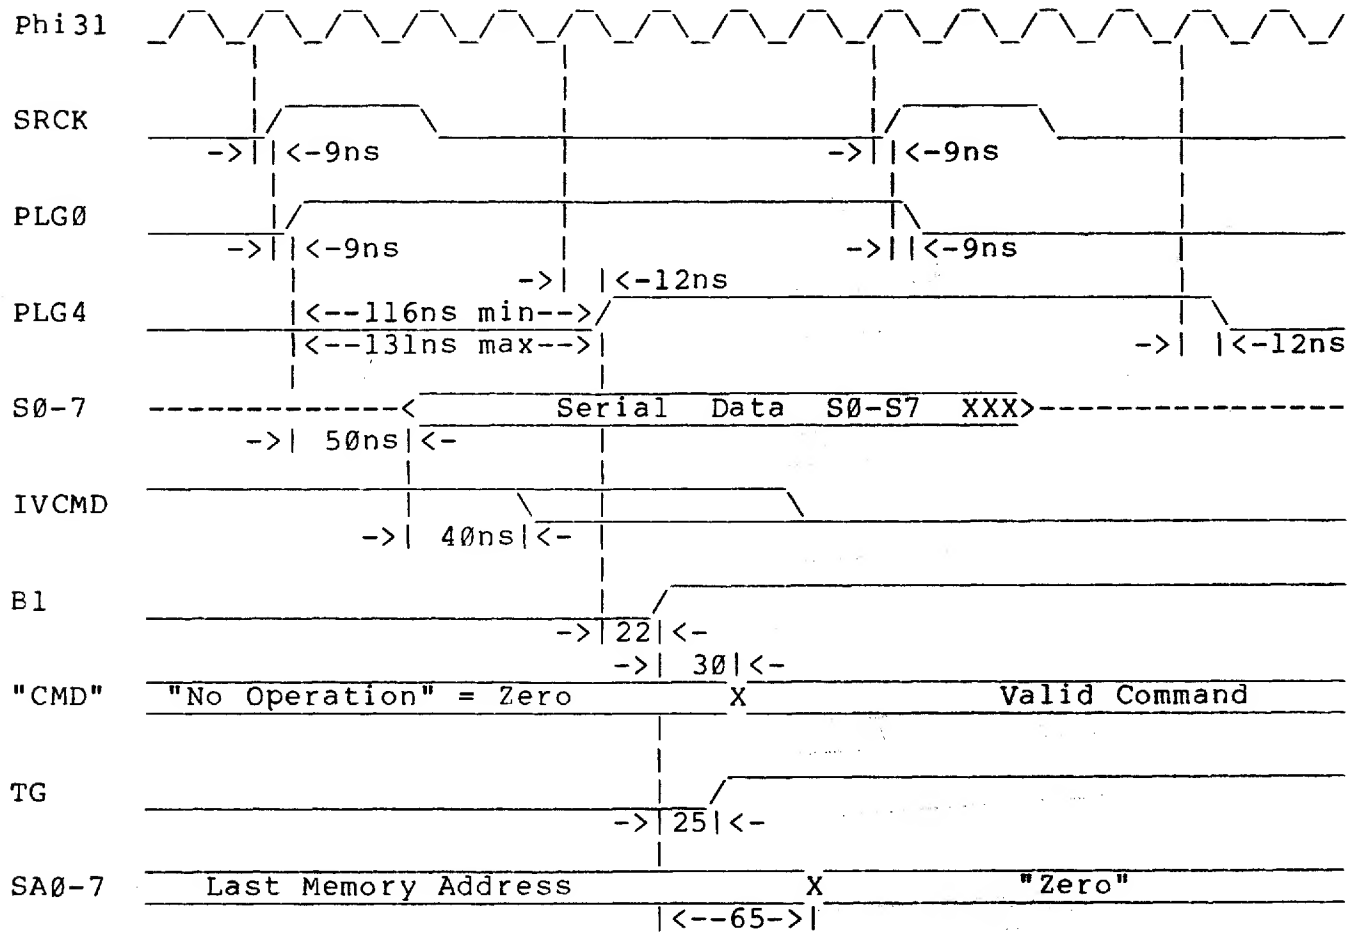 Phi31
SRCK
->| |<-9ns ->| |<-9ns
PLGØ
->| |<-9ns ->| |<-9ns
->| |<-12ns
PLG4 |<--116ns min-->
|<--131ns max--> ->| |<-12ns
SØ-7 -------------< Serial Data SØ-S7 XXX>----------------
->| 5Øns|<-
IVCMD
->| 4Øns|<-
B1
->|22|<-
->| 3Ø|<-
"CMD" "No Operation" = Zero X Valid Command
TG
->|25|<-
SAØ-7 Last Memory Address X "Zero"
|<--65->|